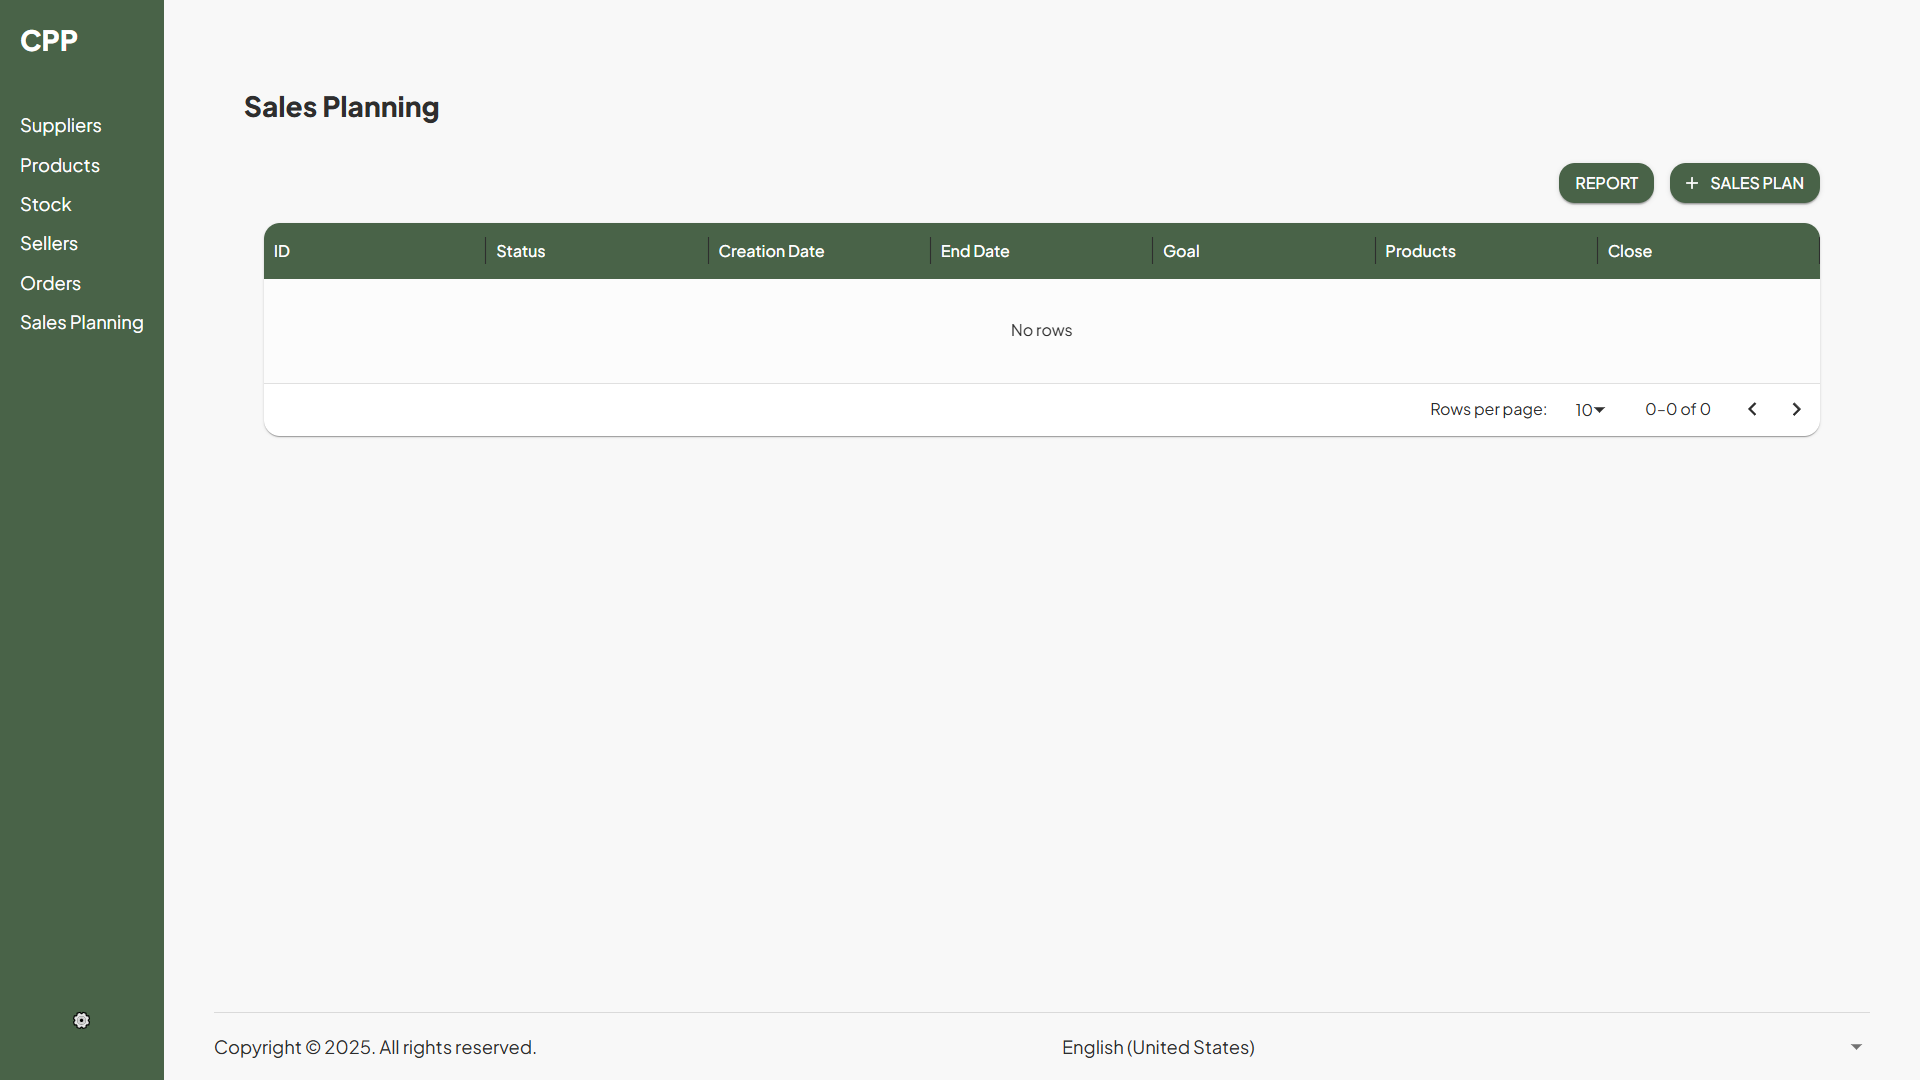 CPP
Suppliers
Products
Stock
Sellers
Orders
Sales Planning
Sales Planning
REPORT
+ SALES PLAN
ID Status Creation Date End Date Goal Products Close
No rows
Rows per page: 10 0–0 of 0
Copyright © 2025. All rights reserved.
English (United States)